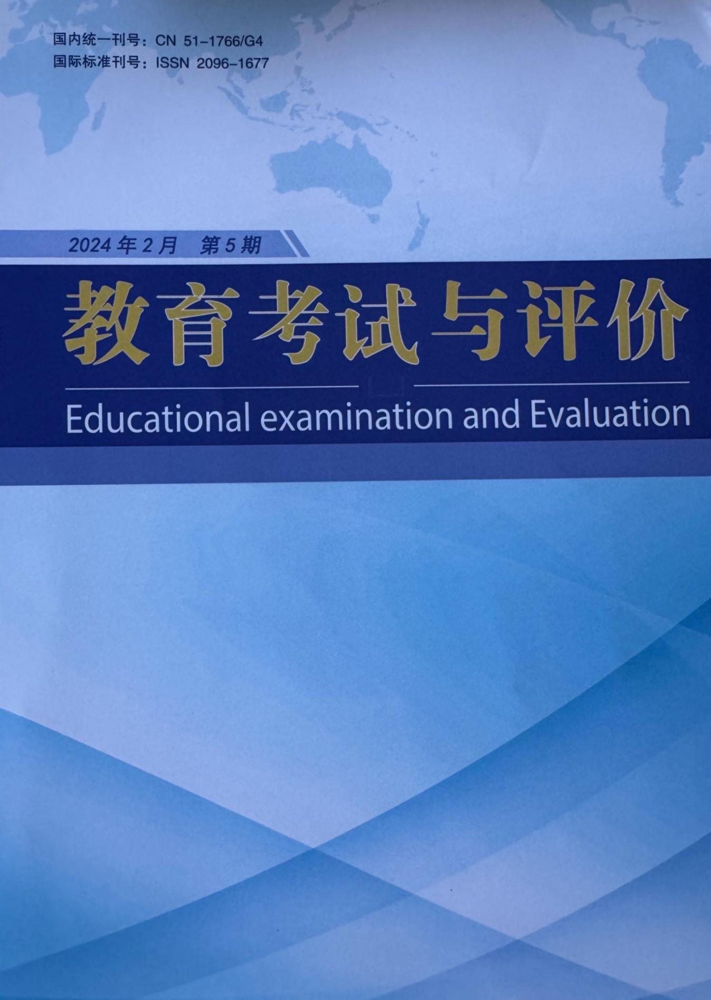 国内统一刊号：CN 51-1766/G4
国际标准刊号：ISSN 2096-1677
2024年2月 第5期
教育考试与评价
Educational examination and Evaluation